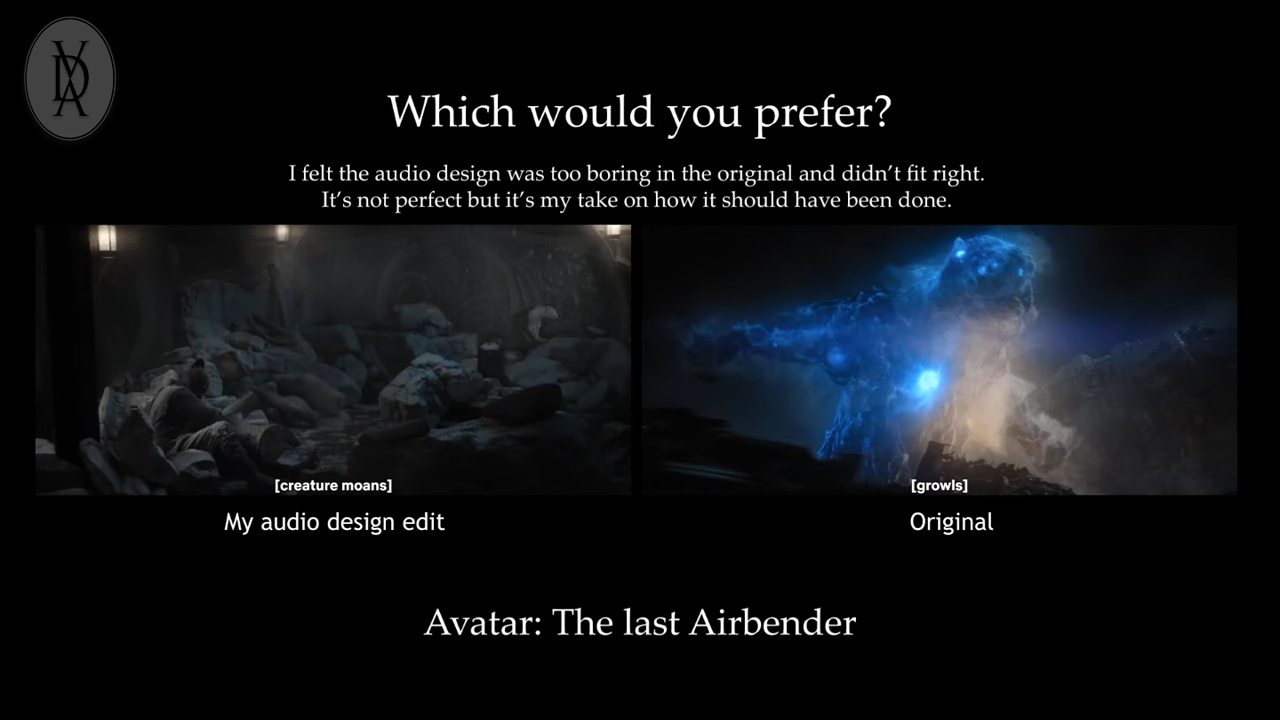 VDA
Which would you prefer?
I felt the audio design was too boring in the original and didn't fit right.
It's not perfect but it's my take on how it should have been done.
[creature moans]
[growls]
My audio design edit
Original
Avatar: The last Airbender